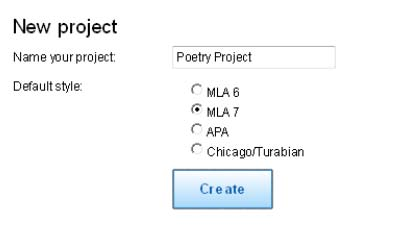 New project
Name your project: Poetry Project
Default style:
MLA 6
MLA 7
APA
Chicago/Turabian
Create